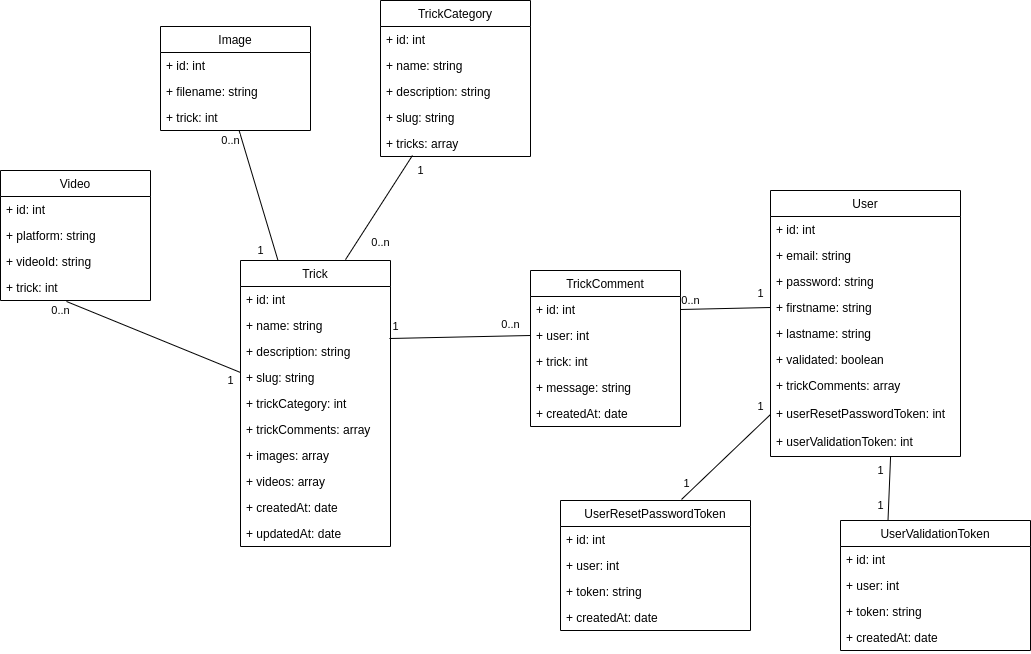 TrickCategory
+ id: int
+ name: string
+ description: string
+ slug: string
+ tricks: array
1
0..n
Image
+ id: int
+ filename: string
+ trick: int
0..n
1
Video
+ id: int
+ platform: string
+ videoId: string
+ trick: int
0..n
1
Trick
+ id: int
+ name: string
+ description: string
+ slug: string
+ trickCategory: int
+ trickComments: array
+ images: array
+ videos: array
+ createdAt: date
+ updatedAt: date
1
0..n
TrickComment
+ id: int
+ user: int
+ trick: int
+ message: string
+ createdAt: date
0..n
1
User
+ id: int
+ email: string
+ password: string
+ firstname: string
+ lastname: string
+ validated: boolean
+ trickComments: array
+ userResetPasswordToken: int
+ userValidationToken: int
1
1
1
1
UserResetPasswordToken
+ id: int
+ user: int
+ token: string
+ createdAt: date
UserValidationToken
+ id: int
+ user: int
+ token: string
+ createdAt: date